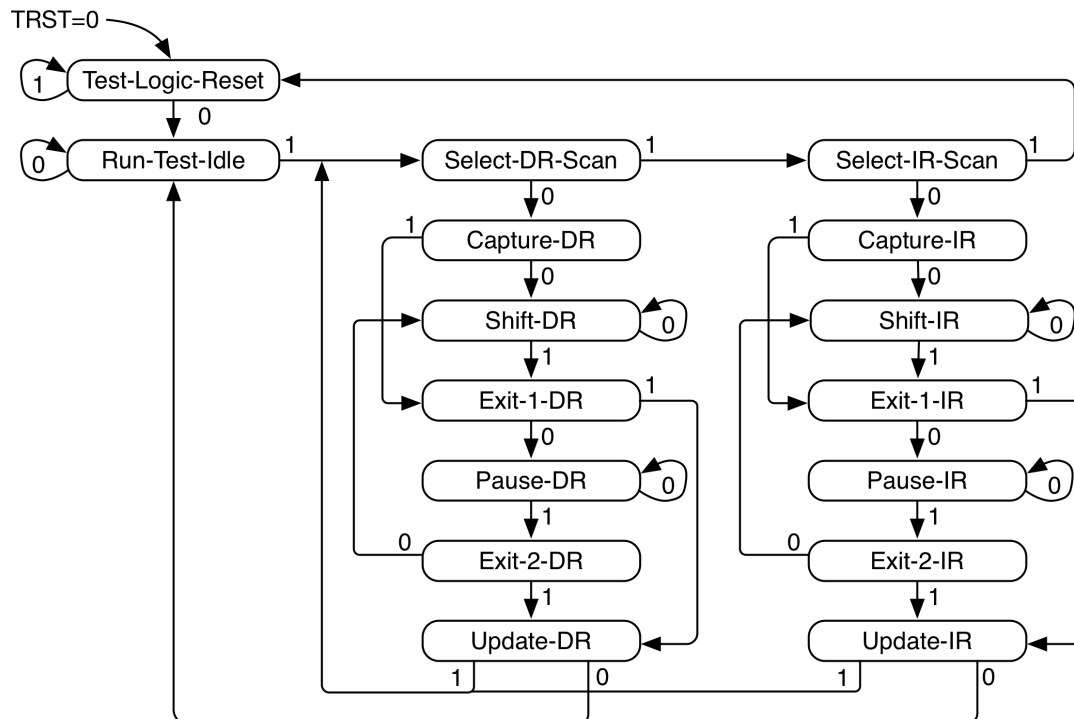 TRST=0
1 Test-Logic-Reset
0
0 Run-Test-Idle 1 Select-DR-Scan 1 Select-IR-Scan 1
0 0
1 Capture-DR 1 Capture-IR
0 0
Shift-DR 0 Shift-IR 0
1 1
Exit-1-DR 1 Exit-1-IR 1
0 0
Pause-DR 0 Pause-IR 0
1 1
0 Exit-2-DR 0 Exit-2-IR
1 1
Update-DR Update-IR
1 0 1 0